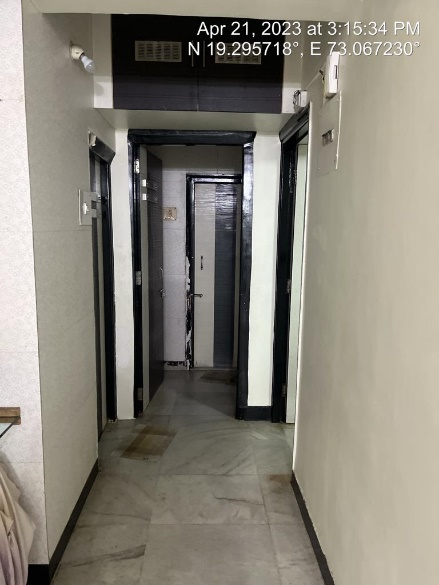 Apr 21, 2023 at 3:15:34 PM
N 19.295718°, E 73.067230°